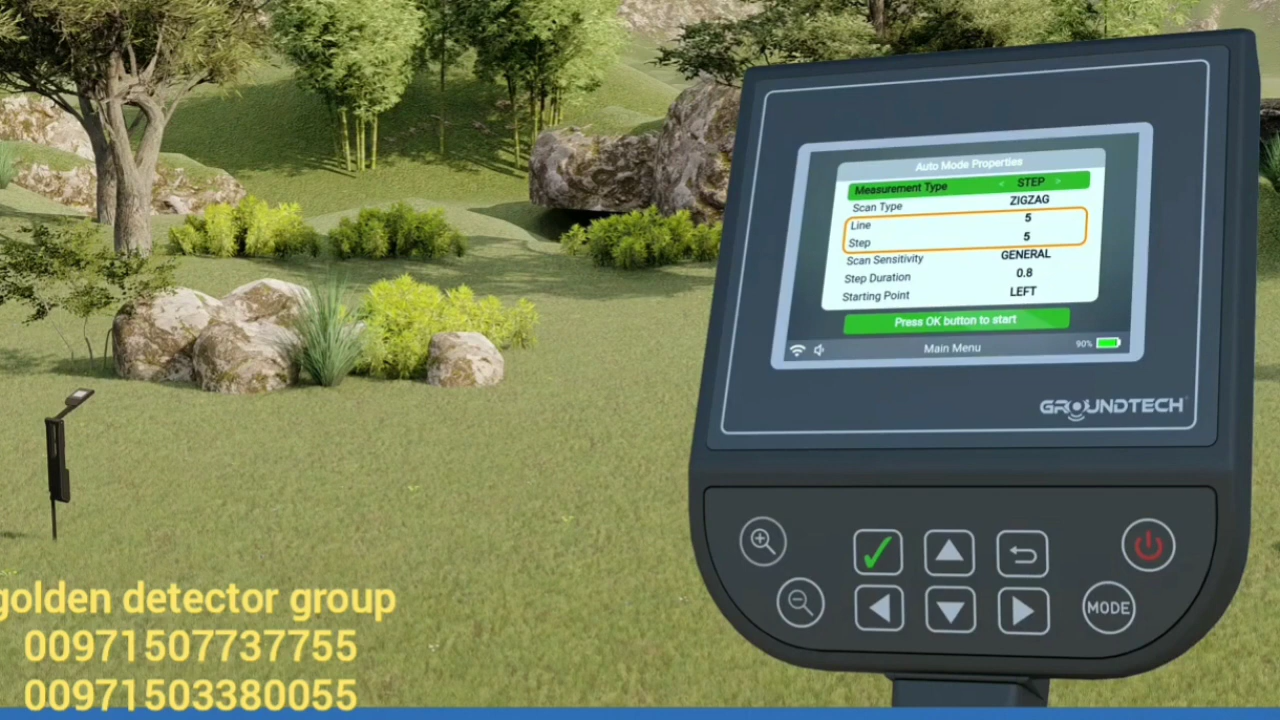 Auto Mode Properties
Measurement Type < STEP >
Scan Type ZIGZAG
Line 5
Step 5
Scan Sensitivity GENERAL
Step Duration 0.8
Starting Point LEFT
Press OK button to start
Main Menu 90%
GROUNDTECH
MODE
golden detector group
00971507737755
00971503380055